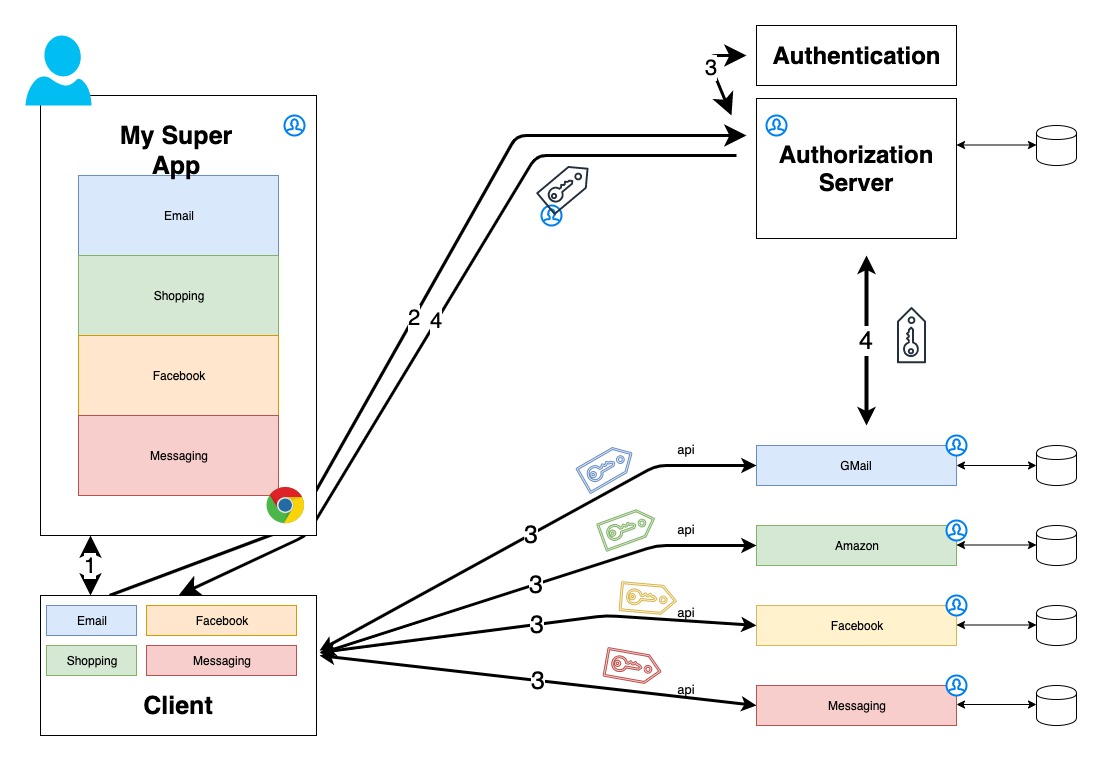 My Super
App
Email
Shopping
Facebook
Messaging
1
Email
Facebook
Shopping
Messaging
Client
2
4
3
Authentication
Authorization
Server
4
3
api
GMail
3
api
Amazon
3
api
Facebook
3
api
Messaging